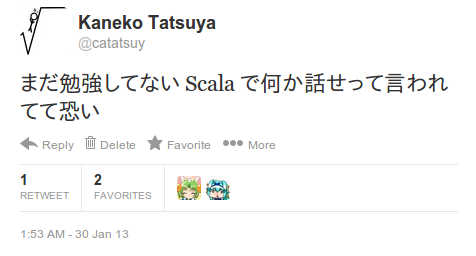 Kaneko Tatsuya
@catatsuy
まだ勉強してない Scala で何か話せって言われ
てて恐い
Reply Delete Favorite More
1 2
RETWEET FAVORITES
1:53 AM - 30 Jan 13